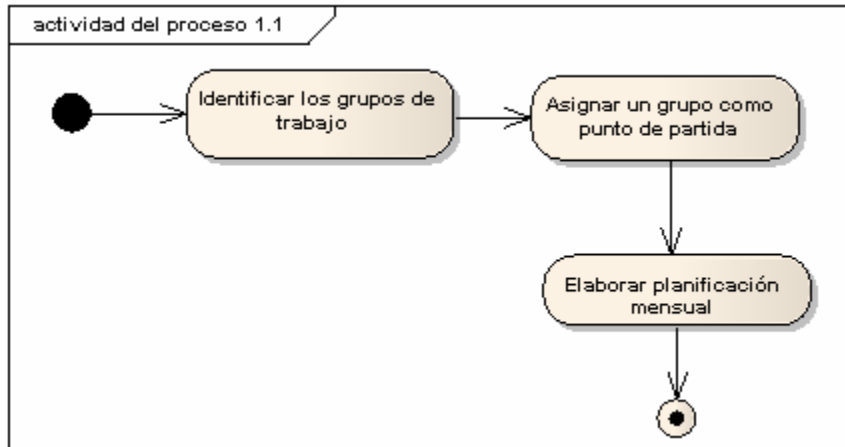 actividad del proceso 1.1
Identificar los grupos de
trabajo
Asignar un grupo como
punto de partida
Elaborar planificación
mensual